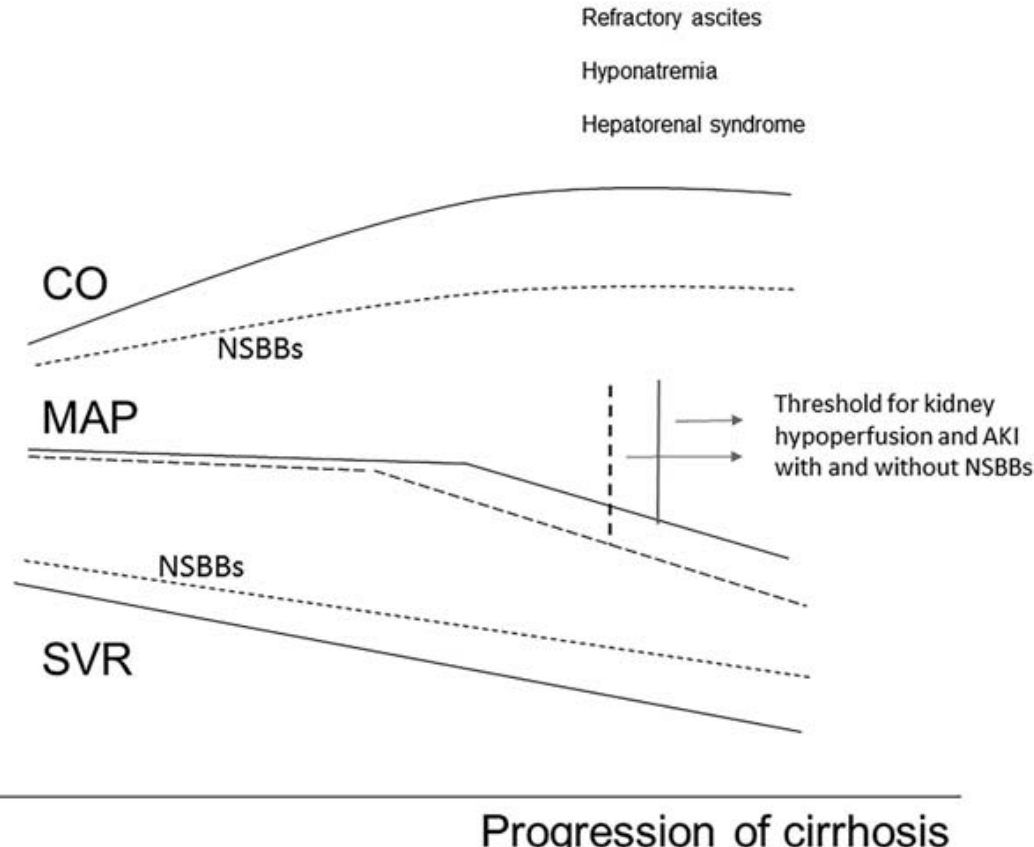 Refractory ascites
Hyponatremia
Hepatorenal syndrome
CO
NSBBs
MAP
Threshold for kidney
hypoperfusion and AKI
with and without NSBBs
NSBBs
SVR
Progression of cirrhosis